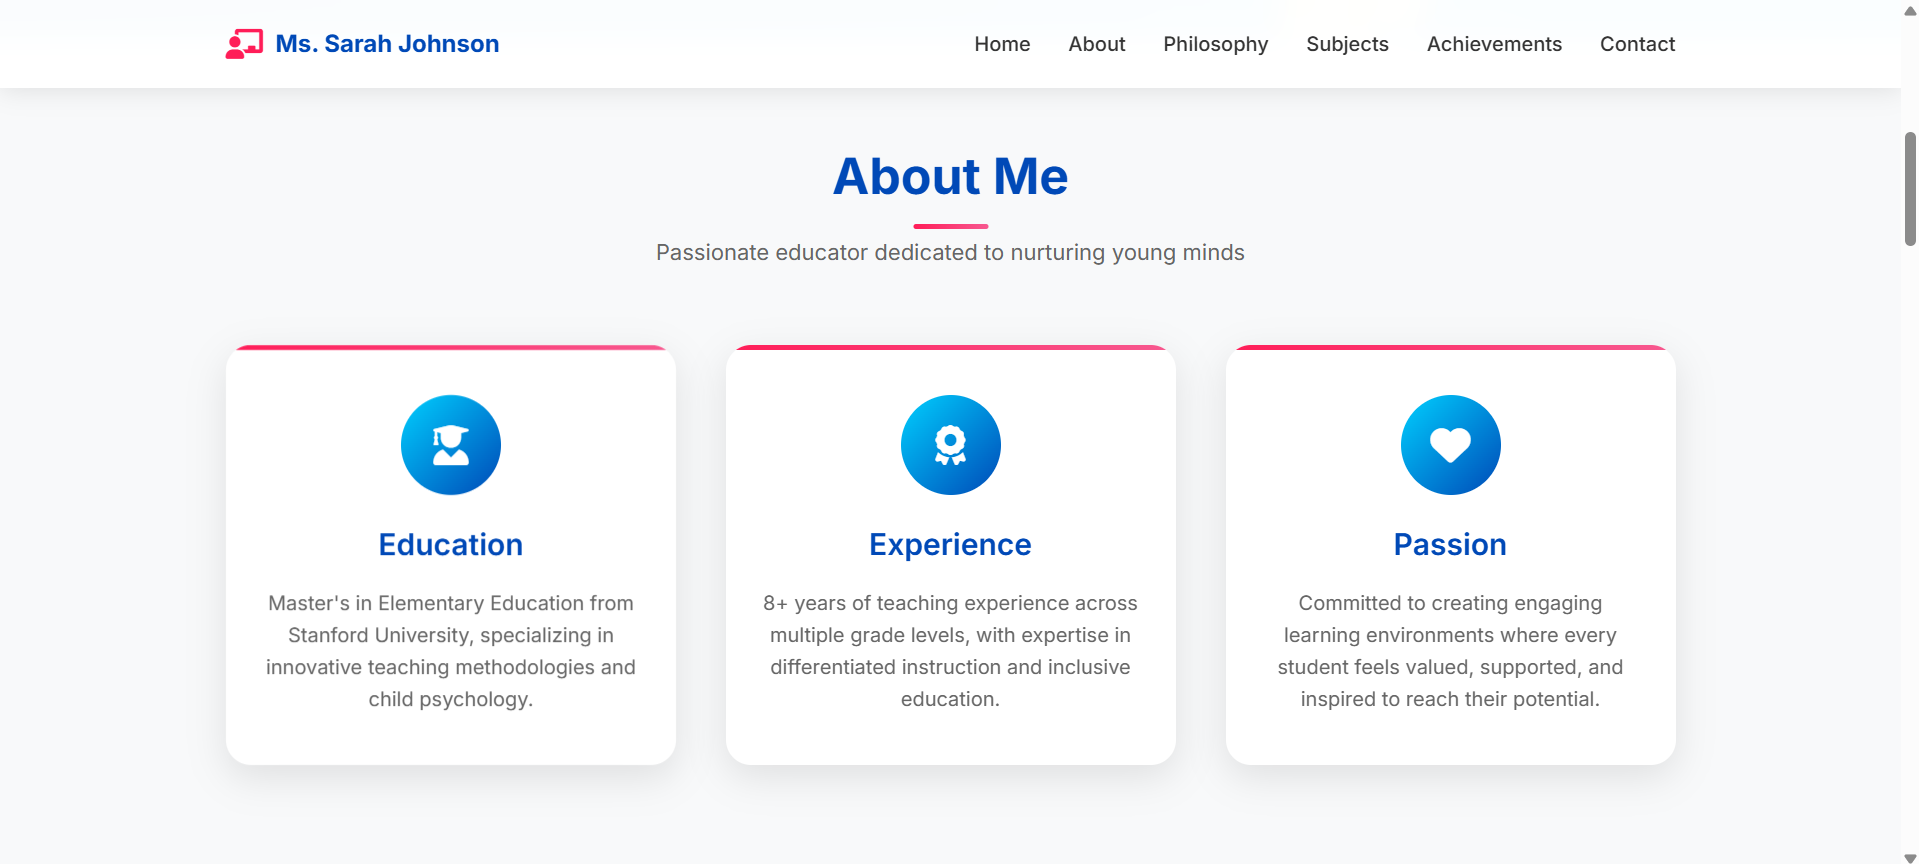 Ms. Sarah Johnson
Home About Philosophy Subjects Achievements Contact
About Me
Passionate educator dedicated to nurturing young minds
Education
Master's in Elementary Education from
Stanford University, specializing in
innovative teaching methodologies and
child psychology.
Experience
8+ years of teaching experience across
multiple grade levels, with expertise in
differentiated instruction and inclusive
education.
Passion
Committed to creating engaging
learning environments where every
student feels valued, supported, and
inspired to reach their potential.